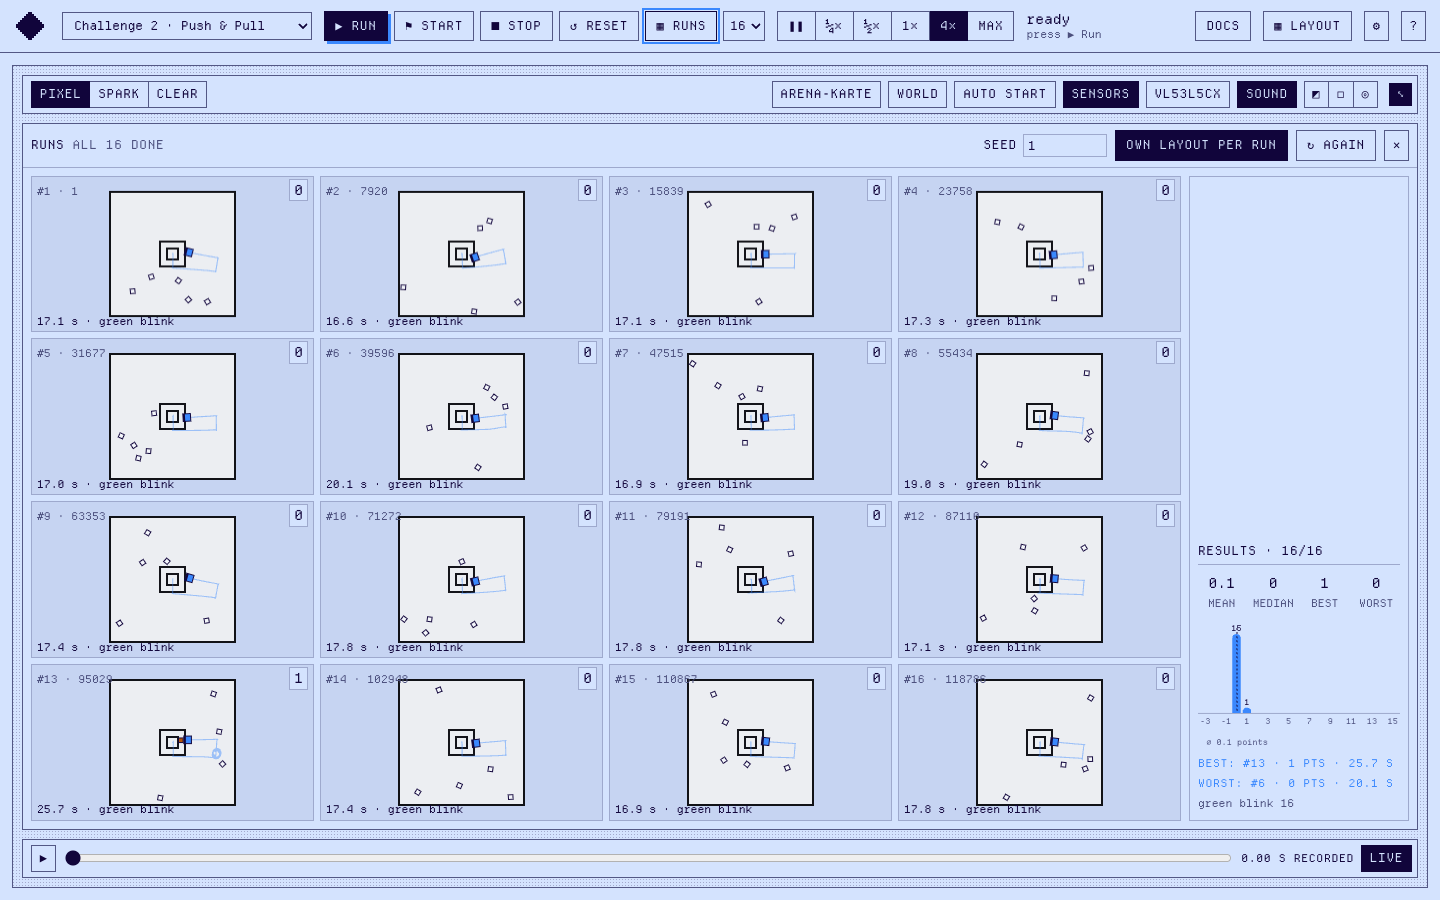 Challenge 2 · Push & Pull
▶ RUN
⚑ START
■ STOP
↺ RESET
▦ RUNS
16
❚❚
¼×
½×
1×
4×
MAX
ready
press ▶ Run
DOCS
▦ LAYOUT
⚙
?
PIXEL
SPARK
CLEAR
ARENA-KARTE
WORLD
AUTO START
SENSORS
VL53L5CX
SOUND
RUNS ALL 16 DONE
SEED 1
OWN LAYOUT PER RUN
↻ AGAIN
×
#1 · 1
0
17.1 s · green blink
#2 · 7920
0
16.6 s · green blink
#3 · 15839
0
17.1 s · green blink
#4 · 23758
0
17.3 s · green blink
#5 · 31677
0
17.0 s · green blink
#6 · 39596
0
20.1 s · green blink
#7 · 47515
0
16.9 s · green blink
#8 · 55434
0
19.0 s · green blink
#9 · 63353
0
17.4 s · green blink
#10 · 71272
0
17.8 s · green blink
#11 · 79191
0
17.8 s · green blink
#12 · 87110
0
17.1 s · green blink
#13 · 95029
1
25.7 s · green blink
#14 · 102948
0
17.4 s · green blink
#15 · 110867
0
16.9 s · green blink
#16 · 118786
0
17.8 s · green blink
RESULTS · 16/16
0.1 0 1 0
MEAN MEDIAN BEST WORST
15
1
-3 -1 1 3 5 7 9 11 13 15
ø 0.1 points
BEST: #13 · 1 PTS · 25.7 S
WORST: #6 · 0 PTS · 20.1 S
green blink 16
▶
0.00 S RECORDED
LIVE